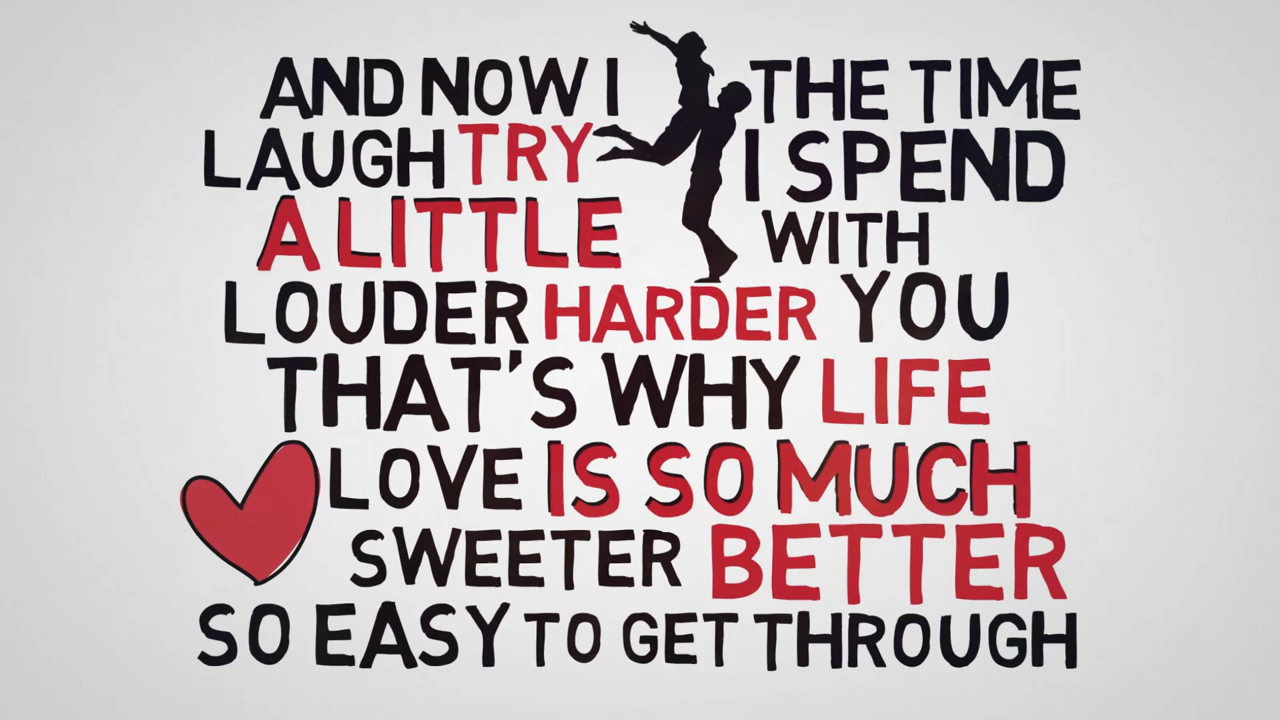 AND NOW I THE TIME
LAUGH TRY I SPEND
A LITTLE WITH
LOUDER HARDER YOU
THAT'S WHY LIFE
LOVE IS SO MUCH
SWEETER BETTER
SO EASY TO GET THROUGH